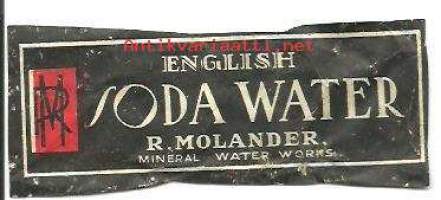 Antikvariaatti.net
ENGLISH
SODA WATER
R. MOLANDER.
MINERAL WATER WORKS.